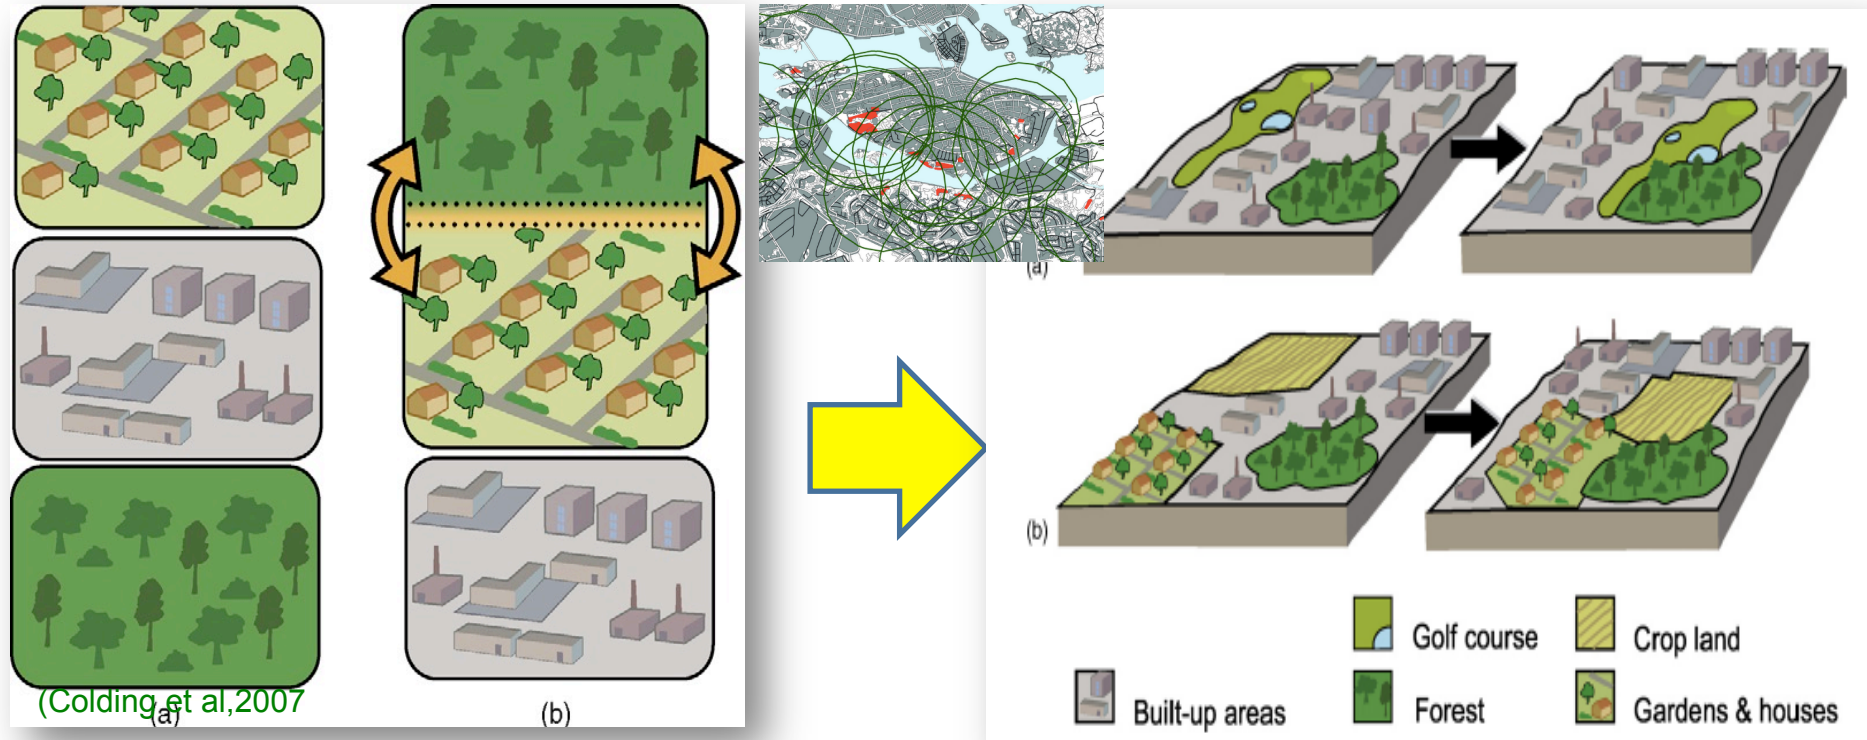 (Colding et al,2007
(a)
(b)
(a)
(b)
Golf course
Crop land
Built-up areas
Forest
Gardens & houses